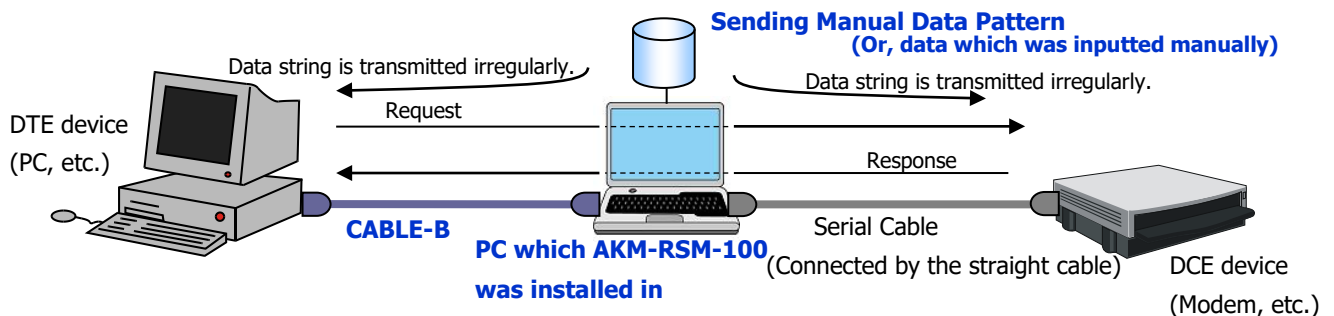 Sending Manual Data Pattern
(Or, data which was inputted manually)
Data string is transmitted irregularly.
Data string is transmitted irregularly.
Request
DTE device
(PC, etc.)
Response
CABLE-B
Serial Cable
PC which AKM-RSM-100
(Connected by the straight cable)
was installed in
DCE device
(Modem, etc.)